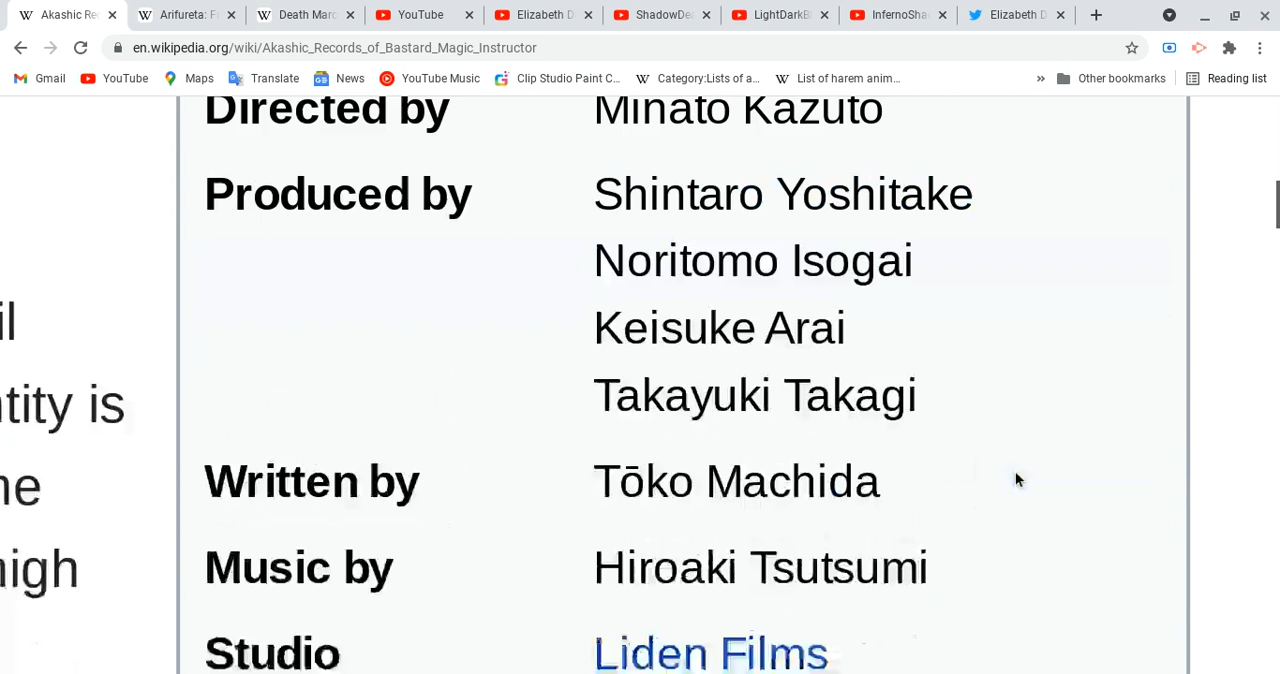 Akashic Re
Arifureta: F
Death Marc
YouTube
Elizabeth D
ShadowDea
LightDarkB
InfernoSha
Elizabeth D
en.wikipedia.org/wiki/Akashic_Records_of_Bastard_Magic_Instructor
Gmail
YouTube
Maps
Translate
News
YouTube Music
Clip Studio Paint C...
Category:Lists of a...
List of harem anim...
»
Other bookmarks
Reading list
Directed by Minato Kazuto
Produced by Shintaro Yoshitake
Noritomo Isogai
il
Keisuke Arai
ntity is
Takayuki Takagi
Written by Tōko Machida
ne
Music by Hiroaki Tsutsumi
high
Studio Liden Films